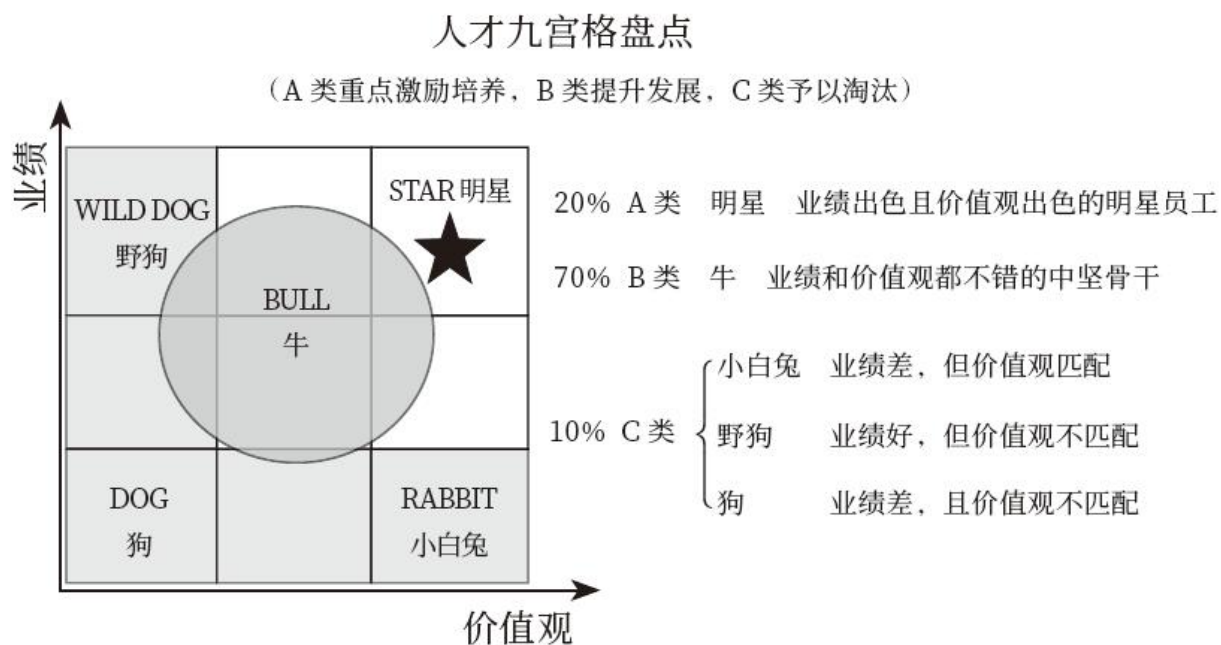 人才九宫格盘点
（A 类重点激励培养，B 类提升发展，C 类予以淘汰）
业绩
WILD DOG
野狗
BULL
牛
STAR 明星
DOG
狗
RABBIT
小白兔
价值观
20% A 类 明星 业绩出色且价值观出色的明星员工
70% B 类 牛 业绩和价值观都不错的中坚骨干
10% C 类
小白兔 业绩差，但价值观匹配
野狗 业绩好，但价值观不匹配
狗 业绩差，且价值观不匹配